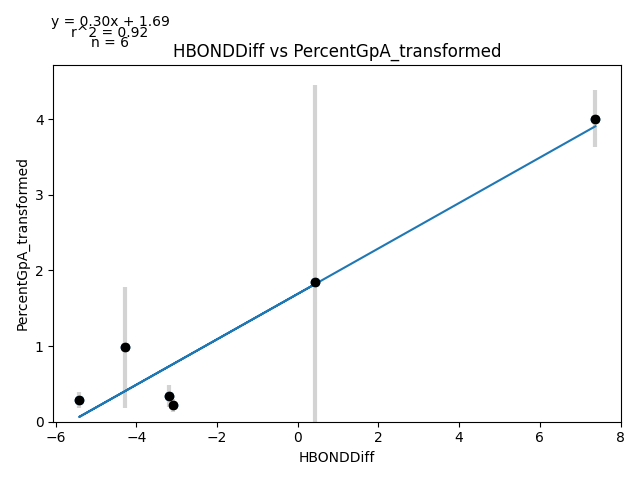 y = 0.30x + 1.69
r^2 = 0.92
n = 6
HBONDDiff vs PercentGpA_transformed
PercentGpA_transformed
4
3
2
1
0
−6
−4
−2
0
2
4
6
8
HBONDDiff